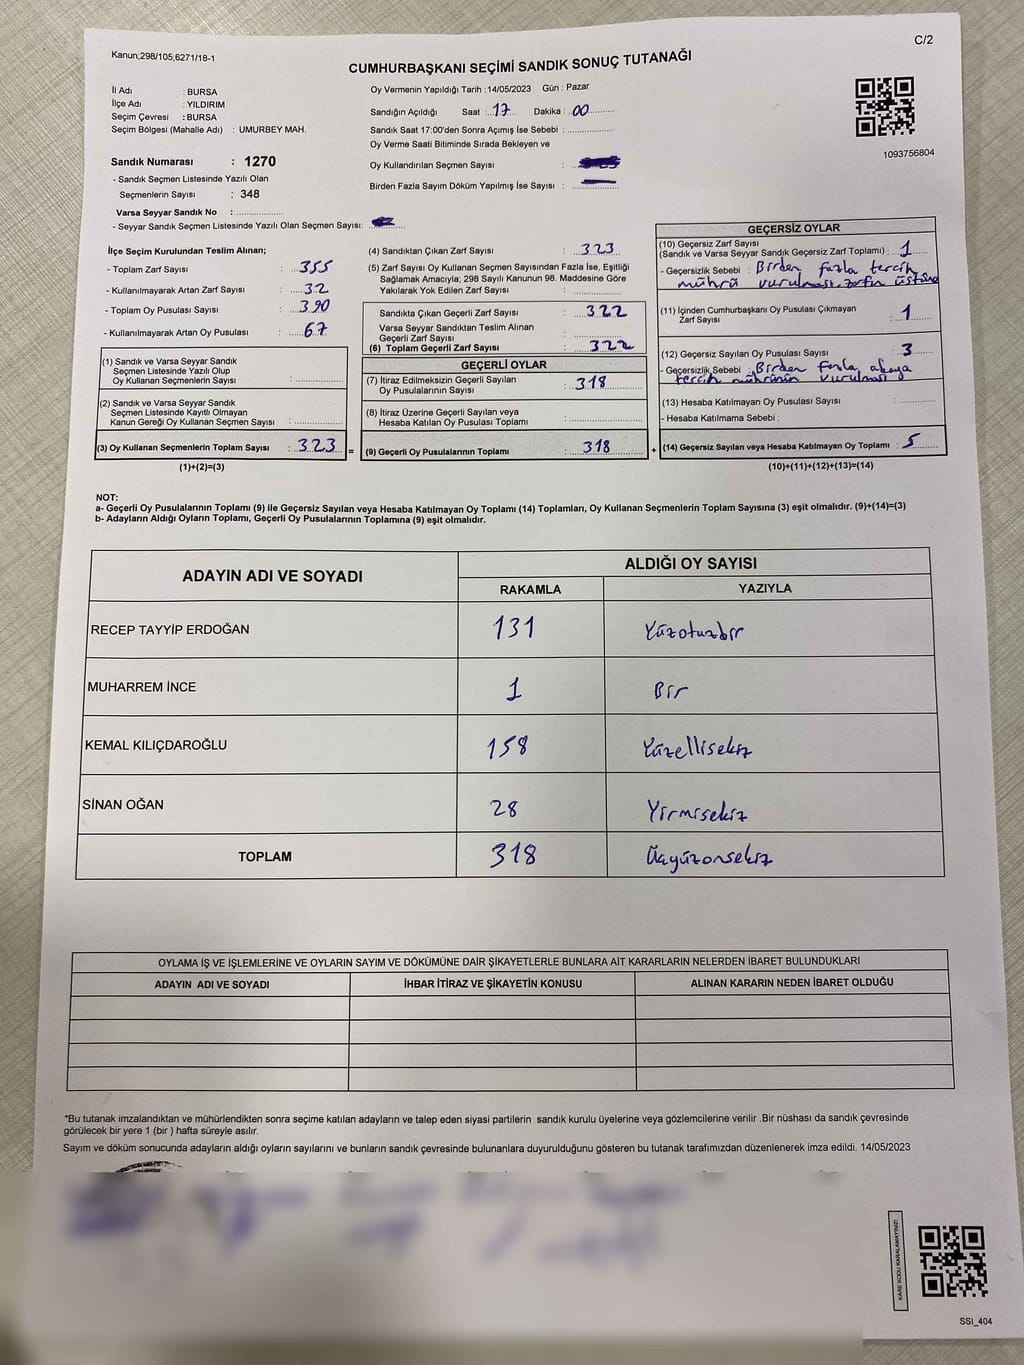 C/2
Kanun;298/105,6271/18-1
CUMHURBAŞKANI SEÇİMİ SANDIK SONUÇ TUTANAĞI
İl Adı : BURSA
İlçe Adı : YILDIRIM
Seçim Çevresi : BURSA
Seçim Bölgesi (Mahalle Adı) : UMURBEY MAH.
Sandık Numarası : 1270
- Sandık Seçmen Listesinde Yazılı Olan
Seçmenlerin Sayısı : 348
Varsa Seyyar Sandık No :
- Seyyar Sandık Seçmen Listesinde Yazılı Olan Seçmen Sayısı:
Oy Vermenin Yapıldığı Tarih :14/05/2023 Gün : Pazar
Sandığın Açıldığı Saat : 17 Dakika : 00
Sandık Saat 17:00'den Sonra Açımış İse Sebebi :
Oy Verme Saati Bitiminde Sırada Bekleyen ve
Oy Kullandırılan Seçmen Sayısı :
Birden Fazla Sayım Döküm Yapılmış İse Sayısı :
1093756804
İlçe Seçim Kurulundan Teslim Alınan;
- Toplam Zarf Sayısı : 355
- Kullanılmayarak Artan Zarf Sayısı : 32
- Toplam Oy Pusulası Sayısı : 390
- Kullanılmayarak Artan Oy Pusulası : 67
(1) Sandık ve Varsa Seyyar Sandık
Seçmen Listesinde Yazılı Olup
Oy Kullanan Seçmenlerin Sayısı :
(2) Sandık ve Varsa Seyyar Sandık
Seçmen Listesinde Kayıtlı Olmayan
Kanun Gereği Oy Kullanan Seçmen Sayısı :
(3) Oy Kullanan Seçmenlerin Toplam Sayısı : 323
(1)+(2)=(3)
=
(4) Sandıktan Çıkan Zarf Sayısı : 323
(5) Zarf Sayısı Oy Kullanan Seçmen Sayısından Fazla İse, Eşitliği
Sağlamak Amacıyla; 298 Sayılı Kanunun 98. Maddesine Göre
Yakılarak Yok Edilen Zarf Sayısı :
Sandıkta Çıkan Geçerli Zarf Sayısı : 322
Varsa Seyyar Sandıktan Teslim Alınan
Geçerli Zarf Sayısı :
(6) Toplam Geçerli Zarf Sayısı : 322
GEÇERLİ OYLAR
(7) İtiraz Edilmeksizin Geçerli Sayılan
Oy Pusulalarının Sayısı : 318
(8) İtiraz Üzerine Geçerli Sayılan veya
Hesaba Katılan Oy Pusulası Toplamı :
(9) Geçerli Oy Pusulalarının Toplamı : 318
+
GEÇERSİZ OYLAR
(10) Geçersiz Zarf Sayısı
(Sandık ve Varsa Seyyar Sandık Geçersiz Zarf Toplamı) : 1
- Geçersizlik Sebebi : Birden fazla tercih
mührü vurulması, zarfın üstüne
(11) İçinden Cumhurbaşkanı Oy Pusulası Çıkmayan
Zarf Sayısı : 1
(12) Geçersiz Sayılan Oy Pusulası Sayısı : 3
- Geçersizlik Sebebi : Birden fazla adaya
tercih mührünün vurulması
(13) Hesaba Katılmayan Oy Pusulası Sayısı :
- Hesaba Katılmama Sebebi :
(14) Geçersiz Sayılan veya Hesaba Katılmayan Oy Toplamı : 5
(10)+(11)+(12)+(13)=(14)
NOT:
a- Geçerli Oy Pusulalarının Toplamı (9) ile Geçersiz Sayılan veya Hesaba Katılmayan Oy Toplamı (14) Toplamları, Oy Kullanan Seçmenlerin Toplam Sayısına (3) eşit olmalıdır. (9)+(14)=(3)
b- Adayların Aldığı Oyların Toplamı, Geçerli Oy Pusulalarının Toplamına (9) eşit olmalıdır.
ADAYIN ADI VE SOYADI ALDIĞI OY SAYISI
RAKAMLA YAZIYLA
RECEP TAYYİP ERDOĞAN 131 Yüzotuzbir
MUHARREM İNCE 1 Bir
KEMAL KILIÇDAROĞLU 158 Yüzellisekiz
SİNAN OĞAN 28 Yirmisekiz
TOPLAM 318 Üçyüzonsekiz
OYLAMA İŞ VE İŞLEMLERİNE VE OYLARIN SAYIM VE DÖKÜMÜNE DAİR ŞİKAYETLERLE BUNLARA AİT KARARLARIN NELERDEN İBARET BULUNDUKLARI
ADAYIN ADI VE SOYADI İHBAR İTİRAZ VE ŞİKAYETİN KONUSU ALINAN KARARIN NEDEN İBARET OLDUĞU
*Bu tutanak imzalandıktan ve mühürlendikten sonra seçime katılan adayların ve talep eden siyasi partilerin sandık kurulu üyelerine veya gözlemcilerine verilir .Bir nüshası da sandık çevresinde
görülecek bir yere 1 (bir ) hafta süreyle asılır.
Sayım ve döküm sonucunda adayların aldığı oyların sayılarını ve bunların sandık çevresinde bulunanlara duyurulduğunu gösteren bu tutanak tarafımızdan düzenlenerek imza edildi. 14/05/2023
KARE KODU KARALAMAYINIZ!
SSI_404